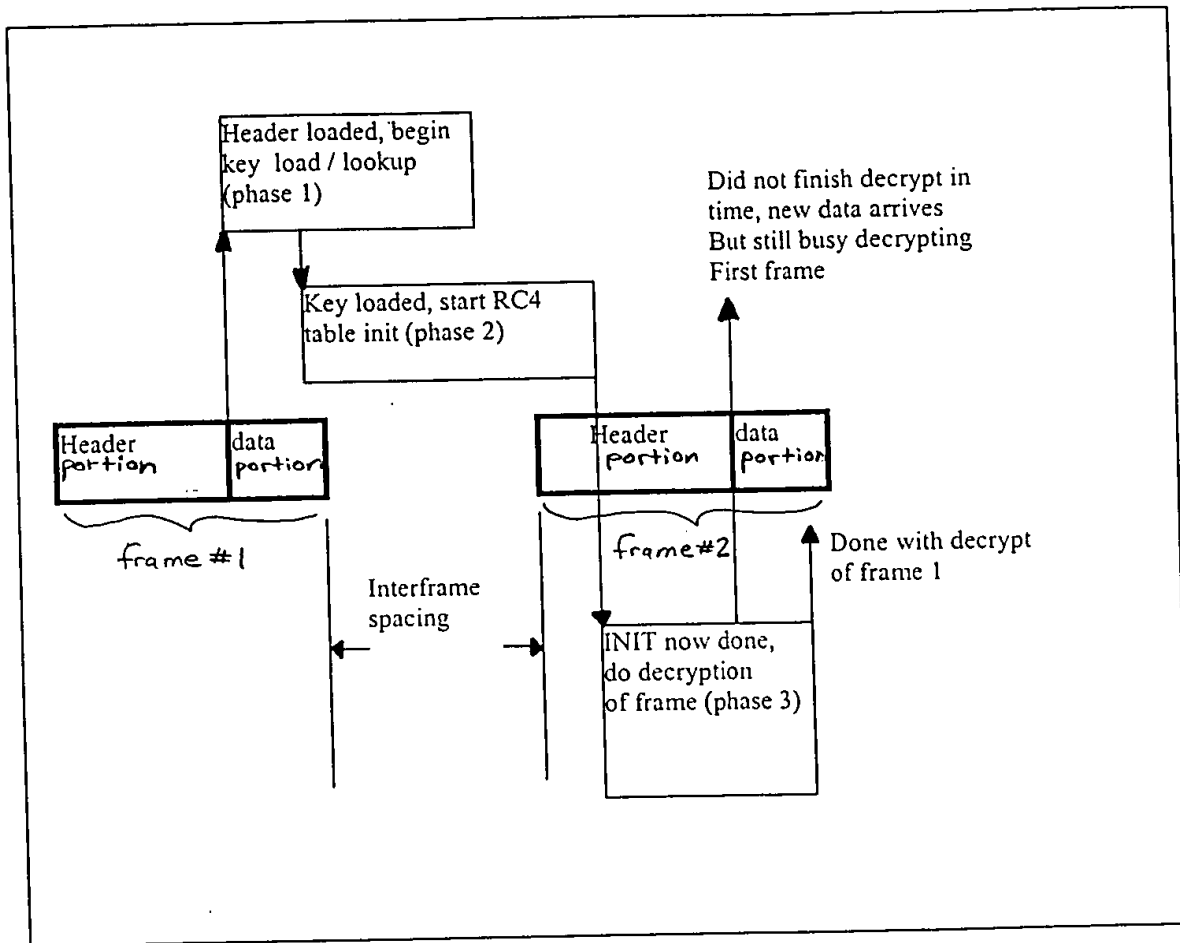 Header loaded, begin
key load / lookup
(phase 1)
Did not finish decrypt in
time, new data arrives
But still busy decrypting
First frame
Key loaded, start RC4
table init (phase 2)
Header
portion
data
portion
Header
portion
data
portion
frame #1
frame #2
Done with decrypt
of frame 1
Interframe
spacing
INIT now done,
do decryption
of frame (phase 3)